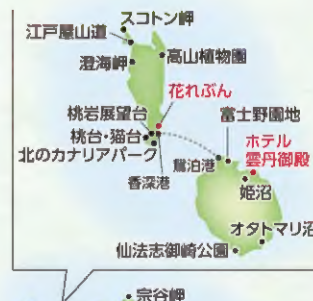 スコトン岬
江戸屋山道
澄海岬
高山植物園
花れぶん
桃岩展望台
桃台・猫台
北のカナリアパーク
香深港
富士野園地
鴛泊港
ホテル
雲丹御殿
姫沼
オタトマリ沼
仙法志御崎公園
宗谷岬